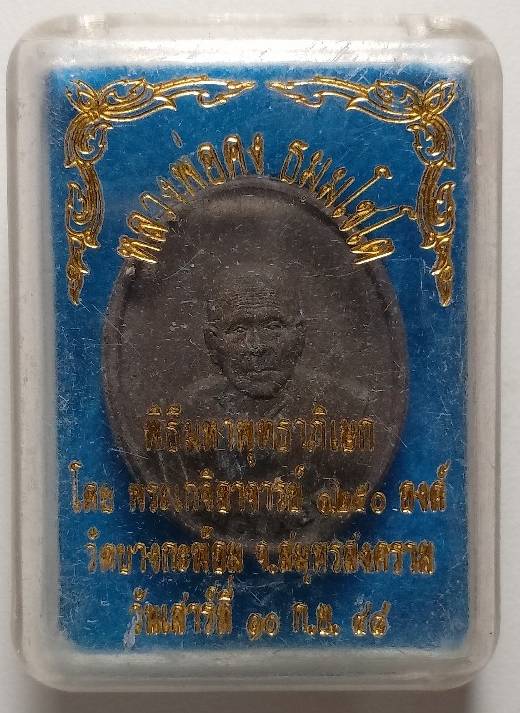 หลวงพ่อคง ธมฺมโชโต
พิธีมหาพุทธาภิเษก
โดย พระเกจิอาจารย์ ๑๒๕๐ องค์
วัดบางกะพ้อม จ.สมุทรสงคราม
วันเสาร์ที่ ๑๐ ก.ย. ๔๘